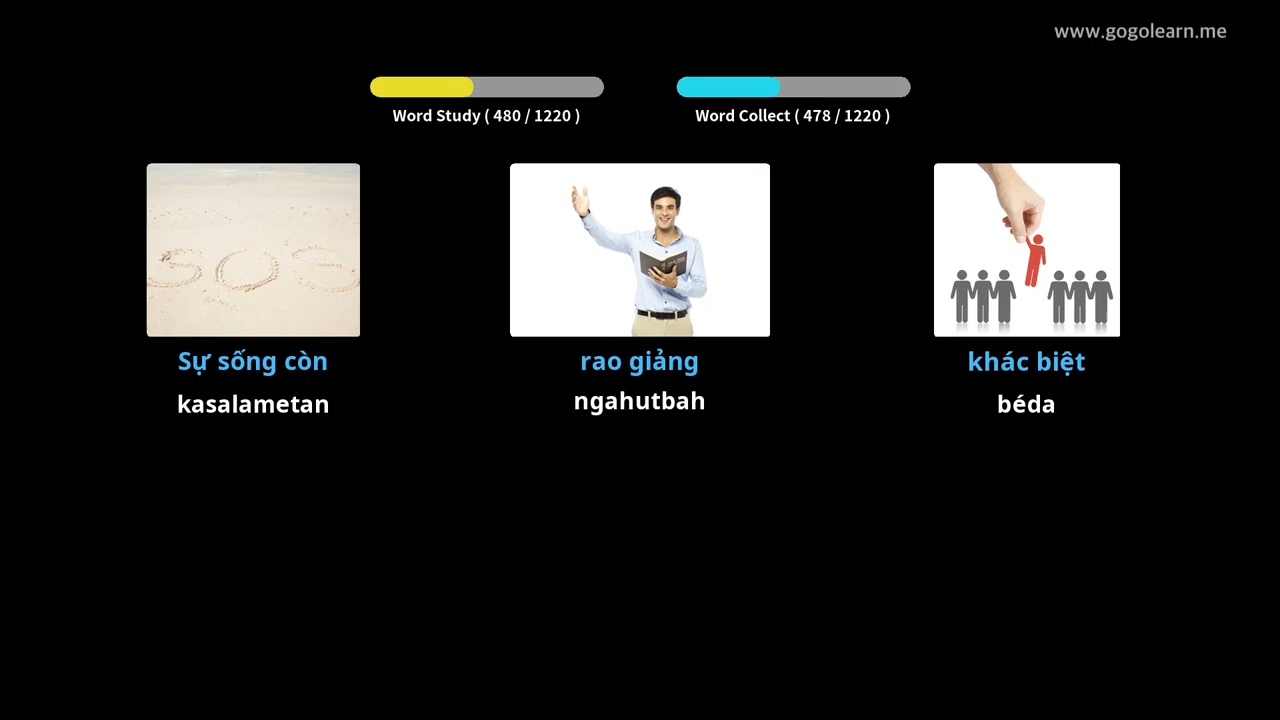 www.gogolearn.me
Word Study ( 480 / 1220 )
Word Collect ( 478 / 1220 )
SOS
Sự sống còn
rao giảng
khác biệt
kasalametan
ngahutbah
béda